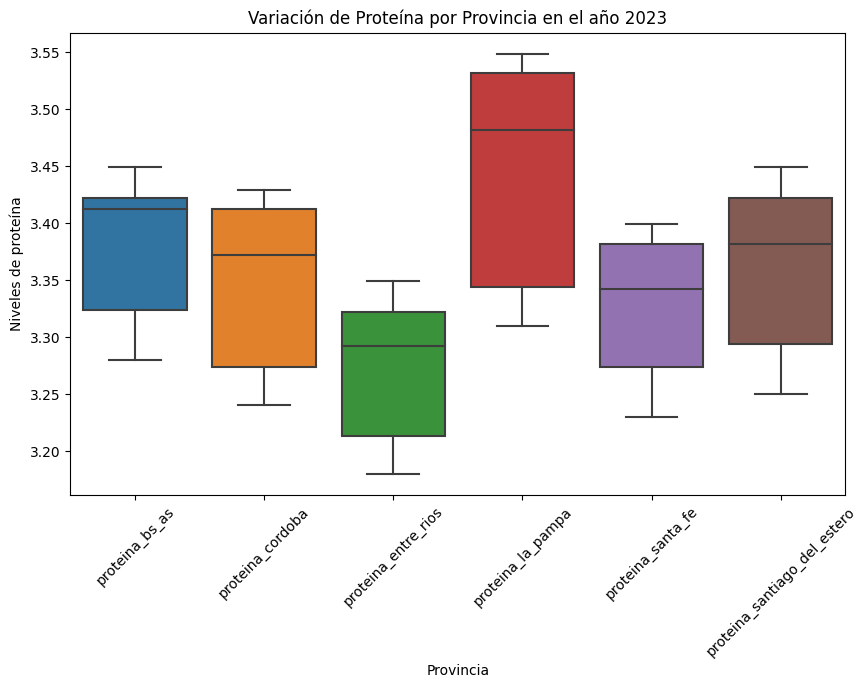 Variación de Proteína por Provincia en el año 2023
Niveles de proteína
3.55
3.50
3.45
3.40
3.35
3.30
3.25
3.20
proteina_bs_as
proteina_cordoba
proteina_entre_rios
proteina_la_pampa
proteina_santa_fe
proteina_santiago_del_estero
Provincia